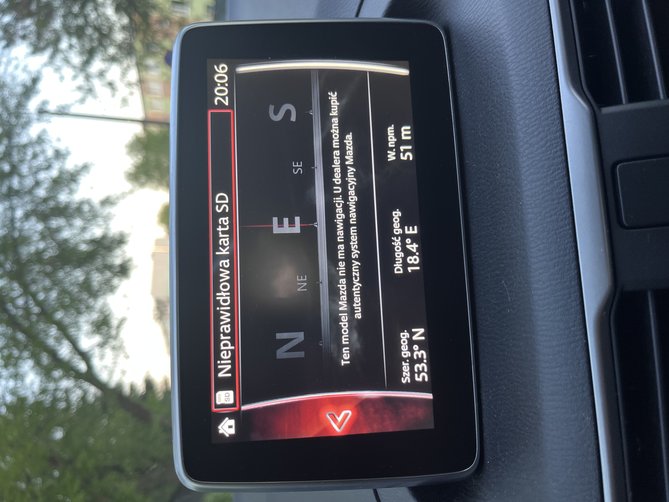 SD Nieprawidłowa karta SD 20:06
N NE E SE S
Ten model Mazda nie ma nawigacji. U dealera można kupić
autentyczny system nawigacyjny Mazda.
Szer. geog. Długość geog. W. npm.
53.3° N 18.4° E 51 m